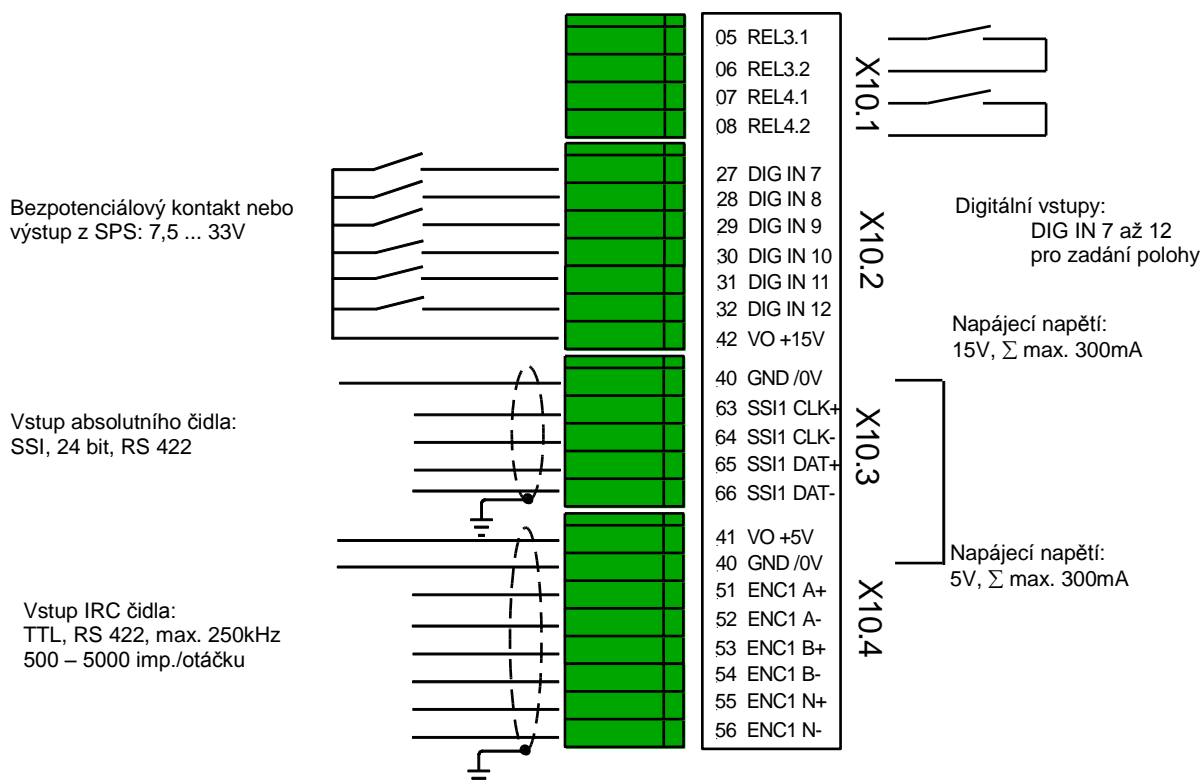 05 REL3.1
06 REL3.2
07 REL4.1
08 REL4.2
X10.1
Bezpotenciálový kontakt nebo
výstup z SPS: 7,5 ... 33V
27 DIG IN 7
28 DIG IN 8
29 DIG IN 9
30 DIG IN 10
31 DIG IN 11
32 DIG IN 12
42 VO +15V
X10.2
Digitální vstupy:
DIG IN 7 až 12
pro zadání polohy
Napájecí napětí:
15V, ∑ max. 300mA
Vstup absolutního čidla:
SSI, 24 bit, RS 422
40 GND /0V
63 SSI1 CLK+
64 SSI1 CLK-
65 SSI1 DAT+
66 SSI1 DAT-
X10.3
Vstup IRC čidla:
TTL, RS 422, max. 250kHz
500 – 5000 imp./otáčku
41 VO +5V
40 GND /0V
51 ENC1 A+
52 ENC1 A-
53 ENC1 B+
54 ENC1 B-
55 ENC1 N+
56 ENC1 N-
X10.4
Napájecí napětí:
5V, ∑ max. 300mA